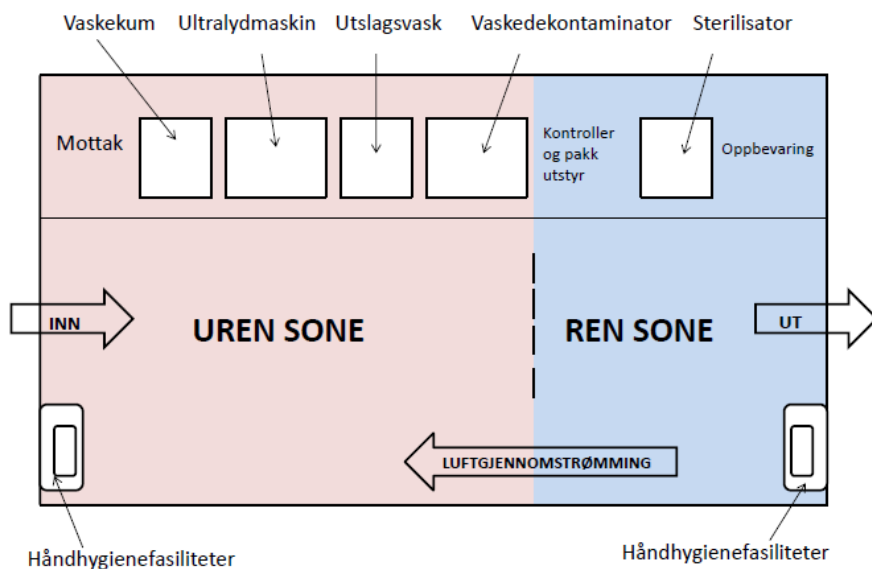 Vaskekum
Ultralydmaskin
Utslagsvask
Vaskedekontaminator
Sterilisator
Mottak
Kontroller
og pakk
utstyr
Oppbevaring
INN
UREN SONE
REN SONE
UT
LUFTGJENNOMSTRØMMING
Håndhygienefasiliteter
Håndhygienefasiliteter